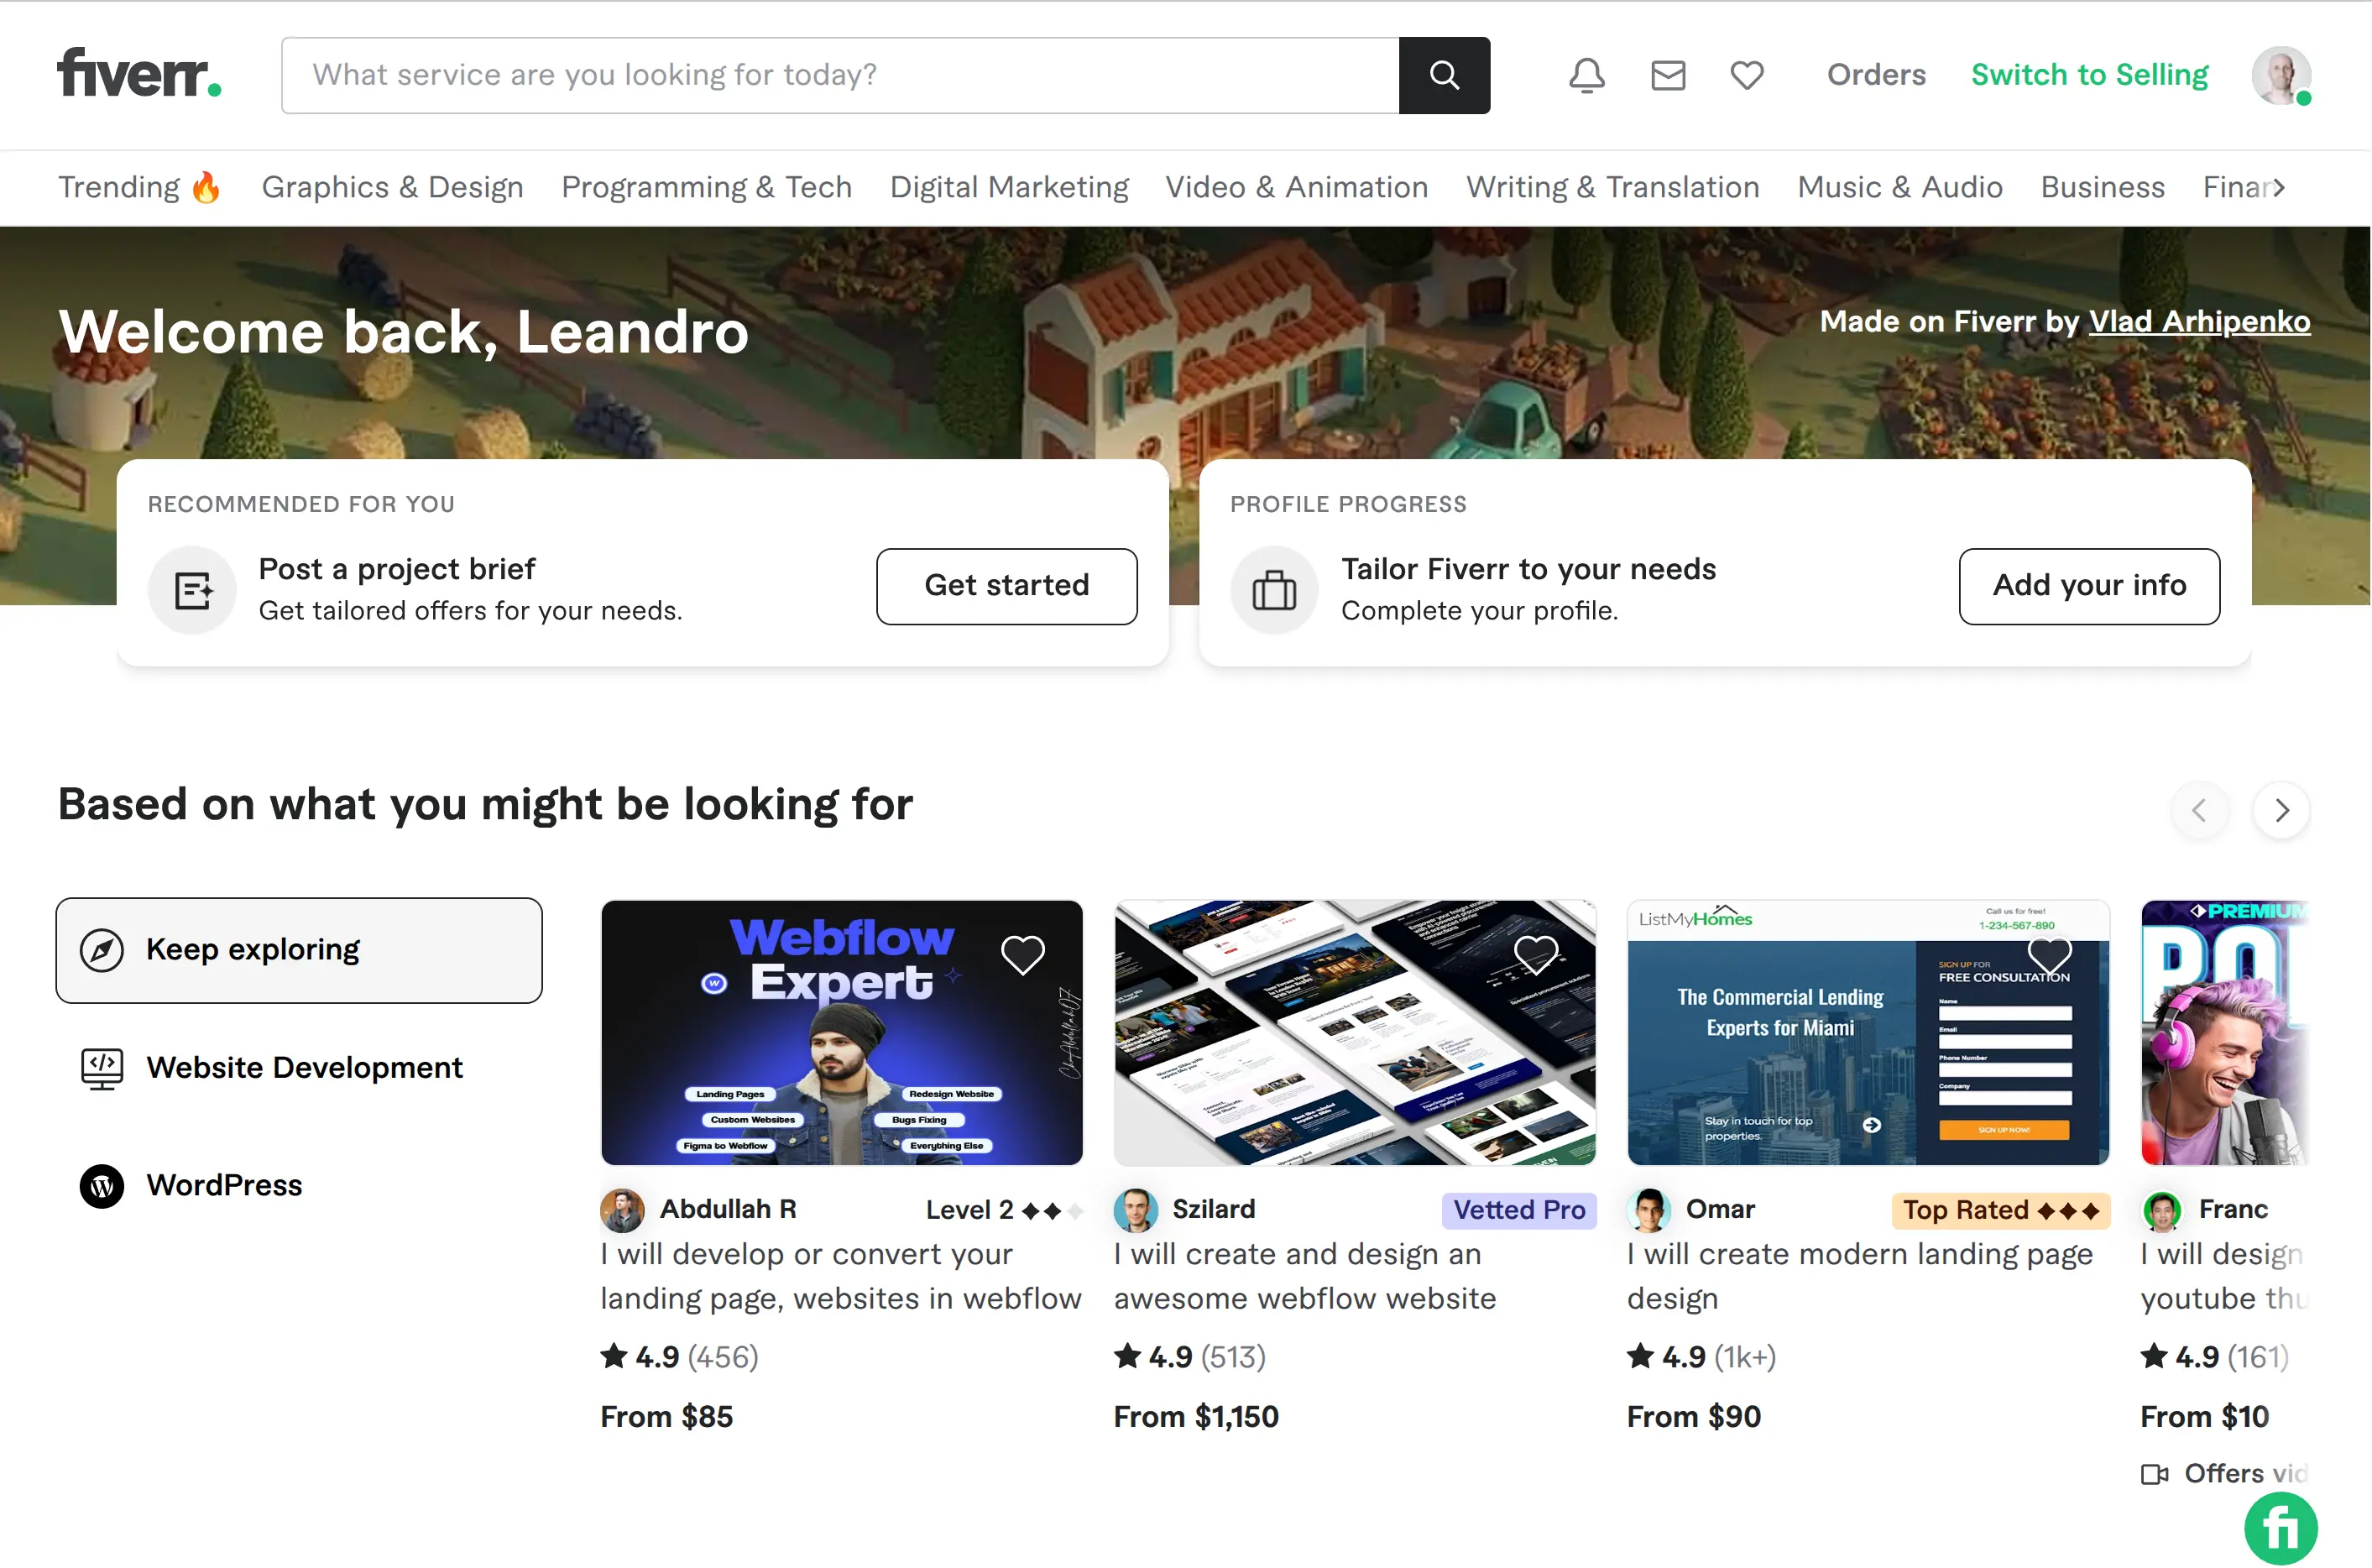 fiverr.
What service are you looking for today?
Orders
Switch to Selling
Trending 🔥
Graphics & Design
Programming & Tech
Digital Marketing
Video & Animation
Writing & Translation
Music & Audio
Business
Finan
Welcome back, Leandro
Made on Fiverr by Vlad Arhipenko
RECOMMENDED FOR YOU
Post a project brief
Get tailored offers for your needs.
Get started
PROFILE PROGRESS
Tailor Fiverr to your needs
Complete your profile.
Add your info
Based on what you might be looking for
Keep exploring
Website Development
WordPress
Webflow
Expert
Landing Pages
Redesign Website
Custom Websites
Bugs Fixing
Figma to Webflow
Everything Else
Abdullah R
Level 2
I will develop or convert your
landing page, websites in webflow
4.9 (456)
From $85
Szilard
Vetted Pro
I will create and design an
awesome webflow website
4.9 (513)
From $1,150
ListMyHomes
Call us for free!
1-234-567-890
The Commercial Lending
Experts for Miami
SIGN UP FOR
FREE CONSULTATION
Name
Email
Phone Number
Company
SIGN UP NOW!
Stay in touch for top
properties.
Omar
Top Rated
I will create modern landing page
design
4.9 (1k+)
From $90
PREMIUM
Franc
I will design
youtube thu
4.9 (161)
From $10
Offers vid
fi